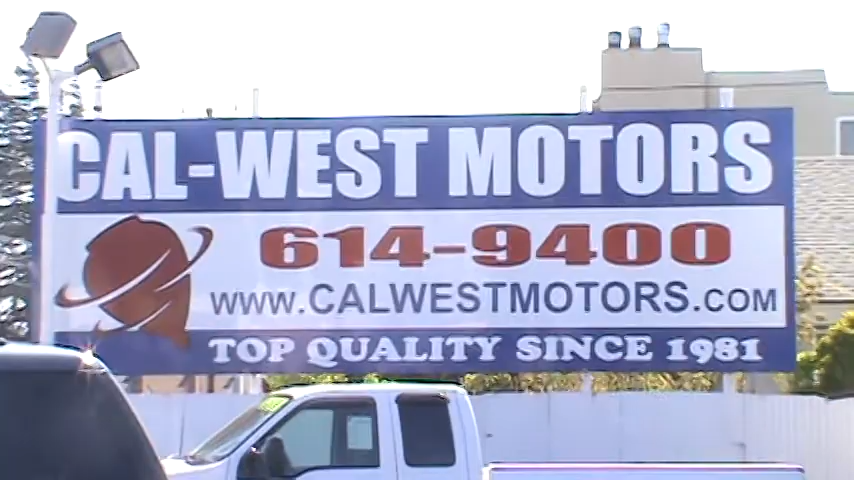 CAL-WEST MOTORS
614-9400
WWW.CALWESTMOTORS.COM
TOP QUALITY SINCE 1981